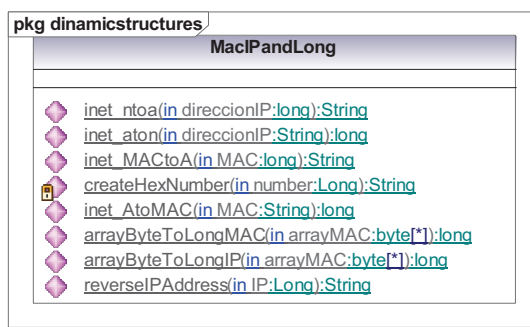 pkg dinamicstructures
MacIPandLong
inet_ntoa(in direccionIP:long):String
inet_aton(in direccionIP:String):long
inet_MACtoA(in MAC:long):String
createHexNumber(in number:Long):String
inet_AtoMAC(in MAC:String):long
arrayByteToLongMAC(in arrayMAC:byte[*]):long
arrayByteToLongIP(in arrayMAC:byte[*]):long
reverseIPAddress(in IP:Long):String